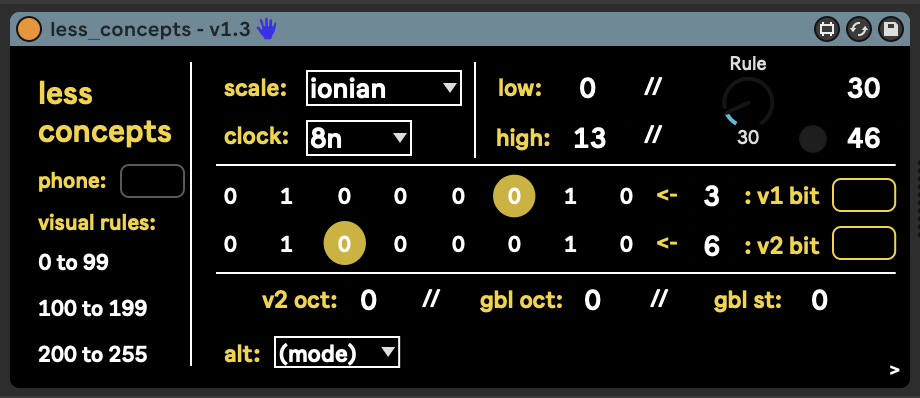 less_concepts - v1.3
less
concepts
phone:
visual rules:
0 to 99
100 to 199
200 to 255
scale: ionian
clock: 8n
low: 0 //
high: 13 //
Rule
30
30
46
0 1 0 0 0 0 1 0 <- 3 : v1 bit
0 1 0 0 0 0 1 0 <- 6 : v2 bit
v2 oct: 0 // gbl oct: 0 // gbl st: 0
alt: (mode)
>